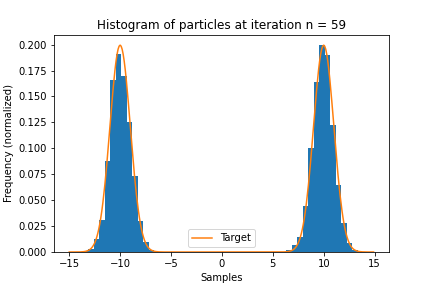 Histogram of particles at iteration n = 59
0.200
0.175
0.150
0.125
0.100
0.075
0.050
0.025
0.000
Frequency (normalized)
Target
−15 −10 −5 0 5 10 15
Samples